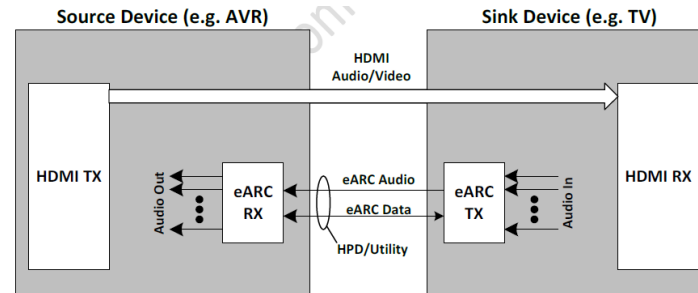 Source Device (e.g. AVR)
Sink Device (e.g. TV)
HDMI
Audio/Video
HDMI TX
HDMI RX
Audio Out
eARC
RX
eARC Audio
eARC Data
HPD/Utility
eARC
TX
Audio In